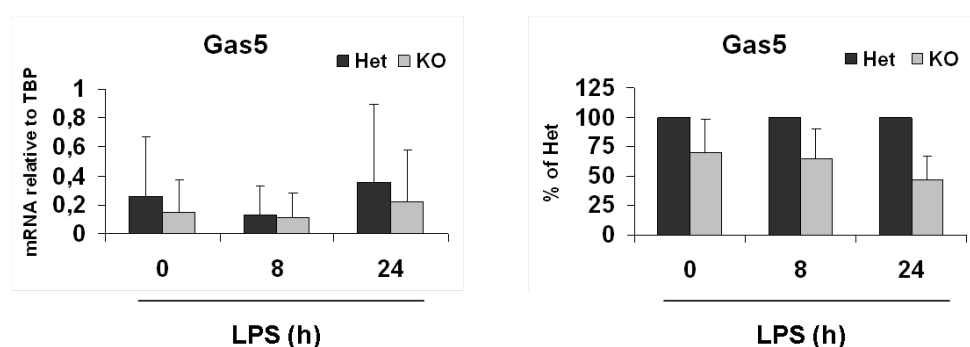 Gas5
Het KO
mRNA relative to TBP
1
0,8
0,6
0,4
0,2
0
0 8 24
LPS (h)
Gas5
Het KO
% of Het
125
100
75
50
25
0
0 8 24
LPS (h)